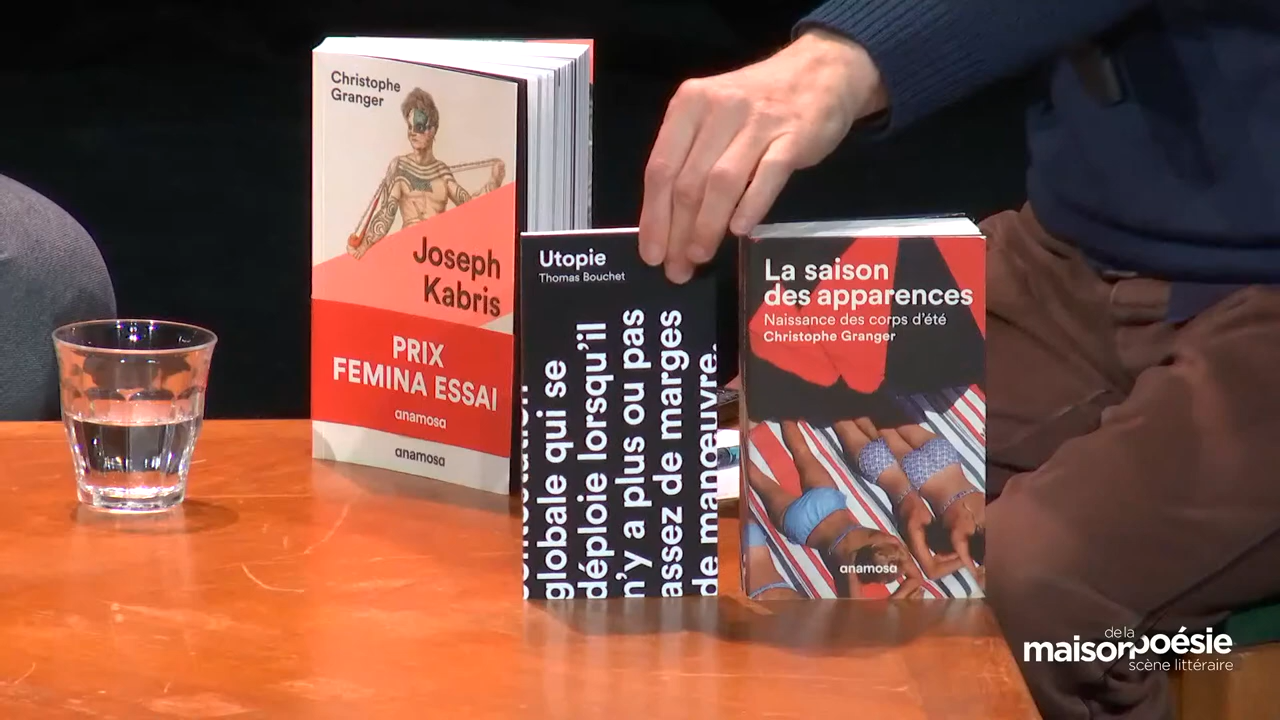 Christophe
Granger
Joseph
Kabris
PRIX
FEMINA ESSAI
anamosa
anamosa
Utopie
Thomas Bouchet
globale qui se
déploie lorsqu'il
n'y a plus ou pas
assez de marges
de manœuvre.
La saison
des apparences
Naissance des corps d'été
Christophe Granger
anamosa
de la
maison poésie
scène littéraire